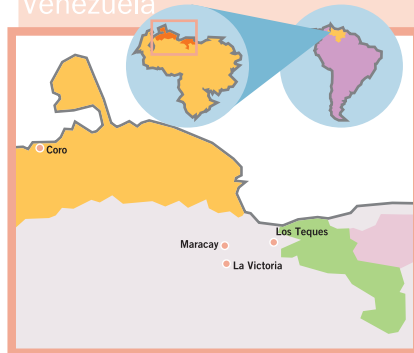 Venezuela
Coro
Los Teques
Maracay
La Victoria